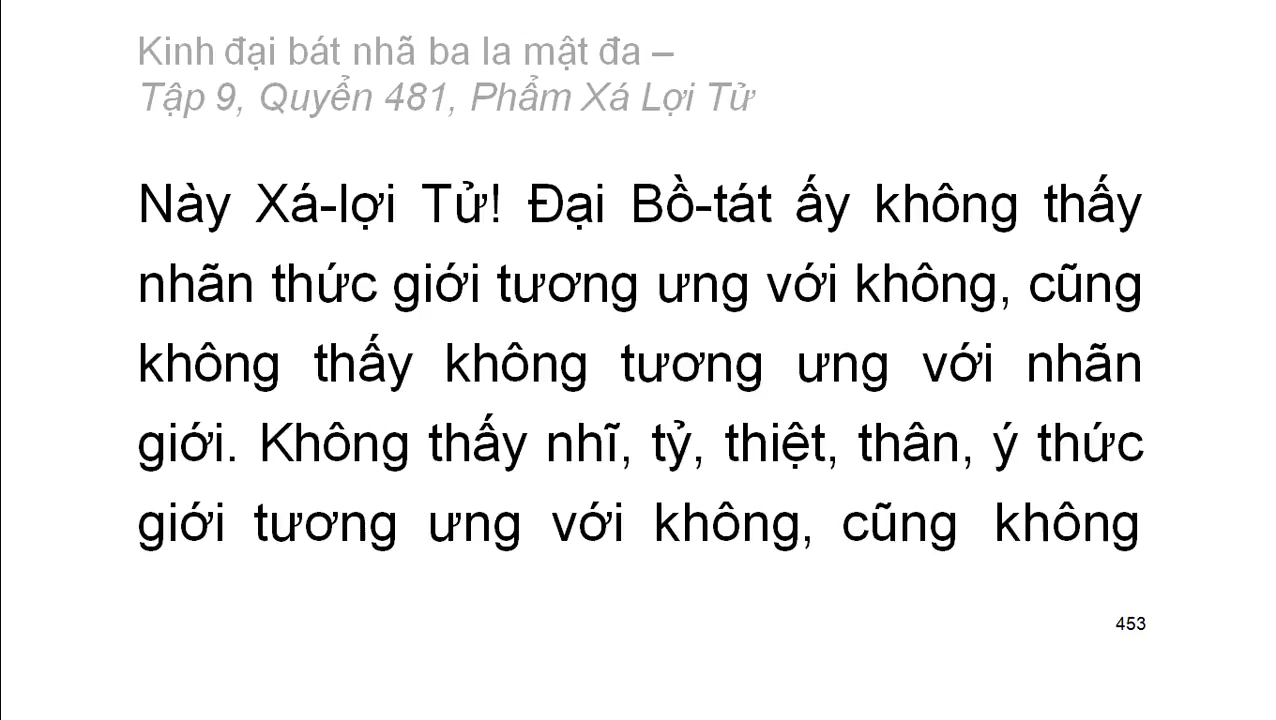 Kinh đại bát nhã ba la mật đa –
Tập 9, Quyển 481, Phẩm Xá Lợi Tử
Này Xá-lợi Tử! Đại Bồ-tát ấy không thấy
nhãn thức giới tương ưng với không, cũng
không thấy không tương ưng với nhãn
giới. Không thấy nhĩ, tỷ, thiệt, thân, ý thức
giới tương ưng với không, cũng không
453